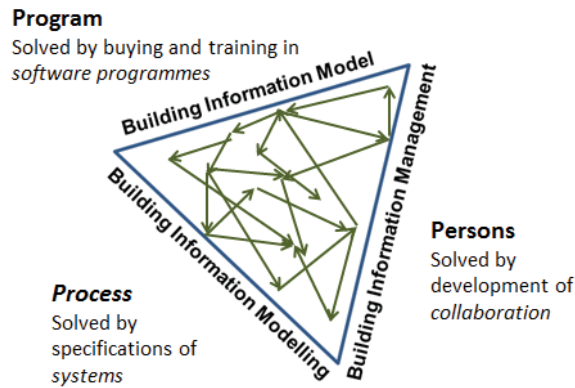 Program
Solved by buying and training in
software programmes
Building Information Model
Building Information Management
Building Information Modelling
Persons
Solved by
development of
collaboration
Process
Solved by
specifications of
systems